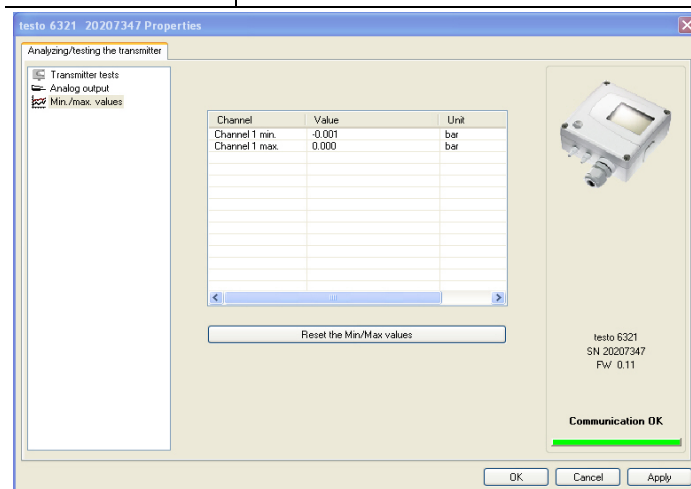 testo 6321 20207347 Properties
Analyzing/testing the transmitter
Transmitter tests
Analog output
Min./max. values
Channel Value Unit
Channel 1 min. -0.001 bar
Channel 1 max. 0.000 bar
Reset the Min/Max values
testo 6321
SN 20207347
FW 0.11
Communication OK
OK Cancel Apply